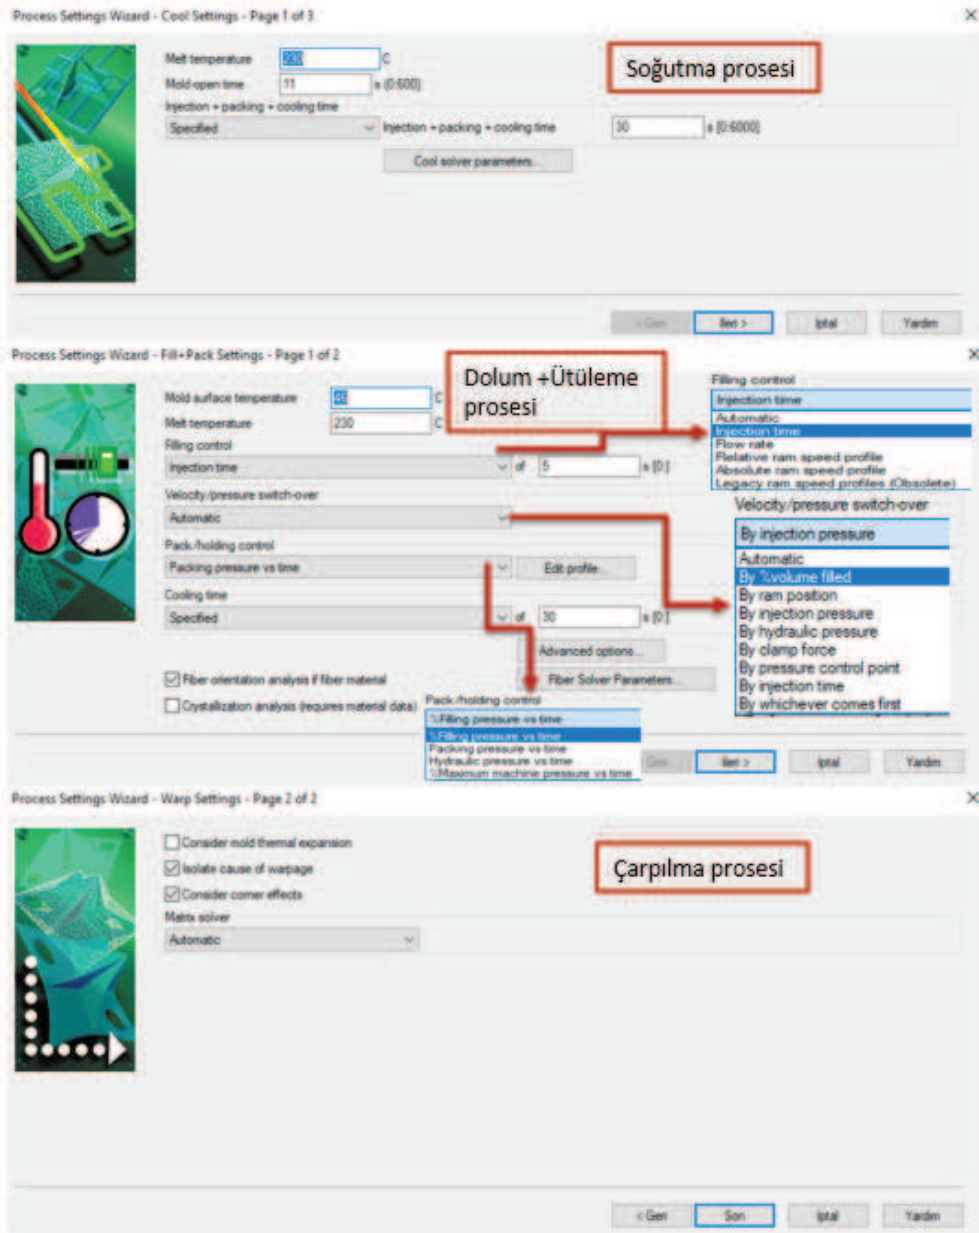 Process Settings Wizard - Cool Settings - Page 1 of 3
Soğutma prosesi
Melt temperature 230 C
Mold-open time 11 s (0:600]
Injection + packing + cooling time
Specified Injection + packing + cooling time 30 s [0:6000]
Cool solver parameters...
< Geri İleri > İptal Yardım
Process Settings Wizard - Fill+Pack Settings - Page 1 of 2
Dolum +Ütüleme
prosesi
Mold surface temperature C
Melt temperature 230 C
Filling control
Injection time of 5 s [0:]
Velocity/pressure switch-over
Automatic
Pack/holding control
Packing pressure vs time Edit profile...
Cooling time
Specified of 30 s [0:]
Advanced options...
Fiber orientation analysis if fiber material Fiber Solver Parameters...
Crystallization analysis (requires material data)
Filling control
Injection time
Automatic
Injection time
Flow rate
Relative ram speed profile
Absolute ram speed profile
Legacy ram speed profiles (Obsolete)
Velocity/pressure switch-over
By injection pressure
Automatic
By %volume filled
By ram position
By injection pressure
By hydraulic pressure
By clamp force
By pressure control point
By injection time
By whichever comes first
Pack/holding control
%Filling pressure vs time
%Filling pressure vs time
Packing pressure vs time
Hydraulic pressure vs time
%Maximum machine pressure vs time
Geri İleri > İptal Yardım
Process Settings Wizard - Warp Settings - Page 2 of 2
Consider mold thermal expansion
Isolate cause of warpage
Consider corner effects
Matrix solver
Automatic
Çarpılma prosesi
< Geri Son İptal Yardım